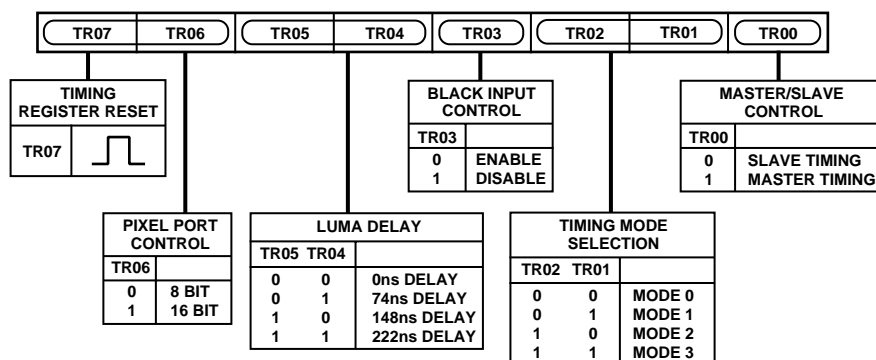 TR07 TR06 TR05 TR04 TR03 TR02 TR01 TR00
TIMING
REGISTER RESET
TR07
BLACK INPUT
CONTROL
TR03
0 ENABLE
1 DISABLE
MASTER/SLAVE
CONTROL
TR00
0 SLAVE TIMING
1 MASTER TIMING
PIXEL PORT
CONTROL
TR06
0 8 BIT
1 16 BIT
LUMA DELAY
TR05 TR04
0 0 0ns DELAY
0 1 74ns DELAY
1 0 148ns DELAY
1 1 222ns DELAY
TIMING MODE
SELECTION
TR02 TR01
0 0 MODE 0
0 1 MODE 1
1 0 MODE 2
1 1 MODE 3